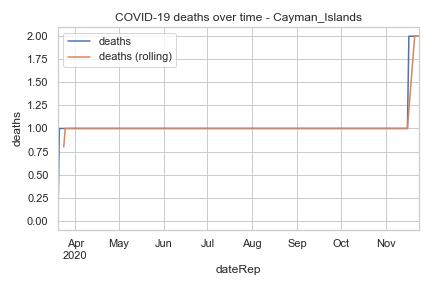 COVID-19 deaths over time - Cayman_Islands
deaths
deaths (rolling)
2.00
1.75
1.50
1.25
1.00
0.75
0.50
0.25
0.00
deaths
Apr
2020
May
Jun
Jul
Aug
Sep
Oct
Nov
dateRep